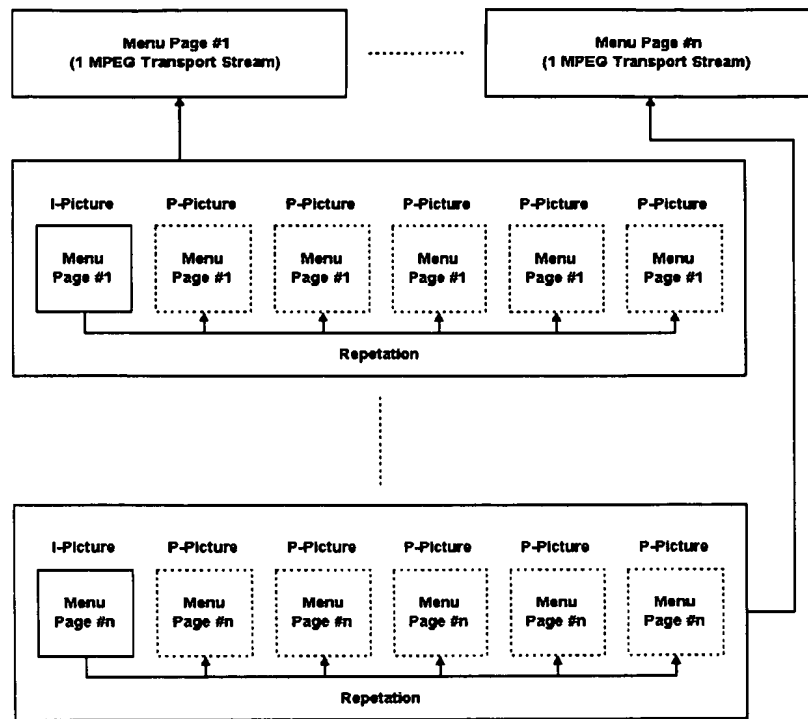 Menu Page #1
(1 MPEG Transport Stream)
Menu Page #n
(1 MPEG Transport Stream)
I-Picture P-Picture P-Picture P-Picture P-Picture P-Picture
Menu Menu Menu Menu Menu Menu
Page #1 Page #1 Page #1 Page #1 Page #1 Page #1
Repetation
I-Picture P-Picture P-Picture P-Picture P-Picture P-Picture
Menu Menu Menu Menu Menu Menu
Page #n Page #n Page #n Page #n Page #n Page #n
Repetation